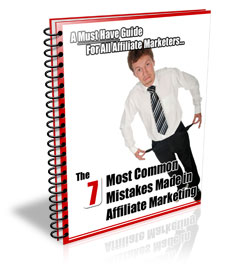 A Must Have Guide
For All Affiliate Marketers...
The 7 Most Common
Mistakes Made in
Affiliate Marketing